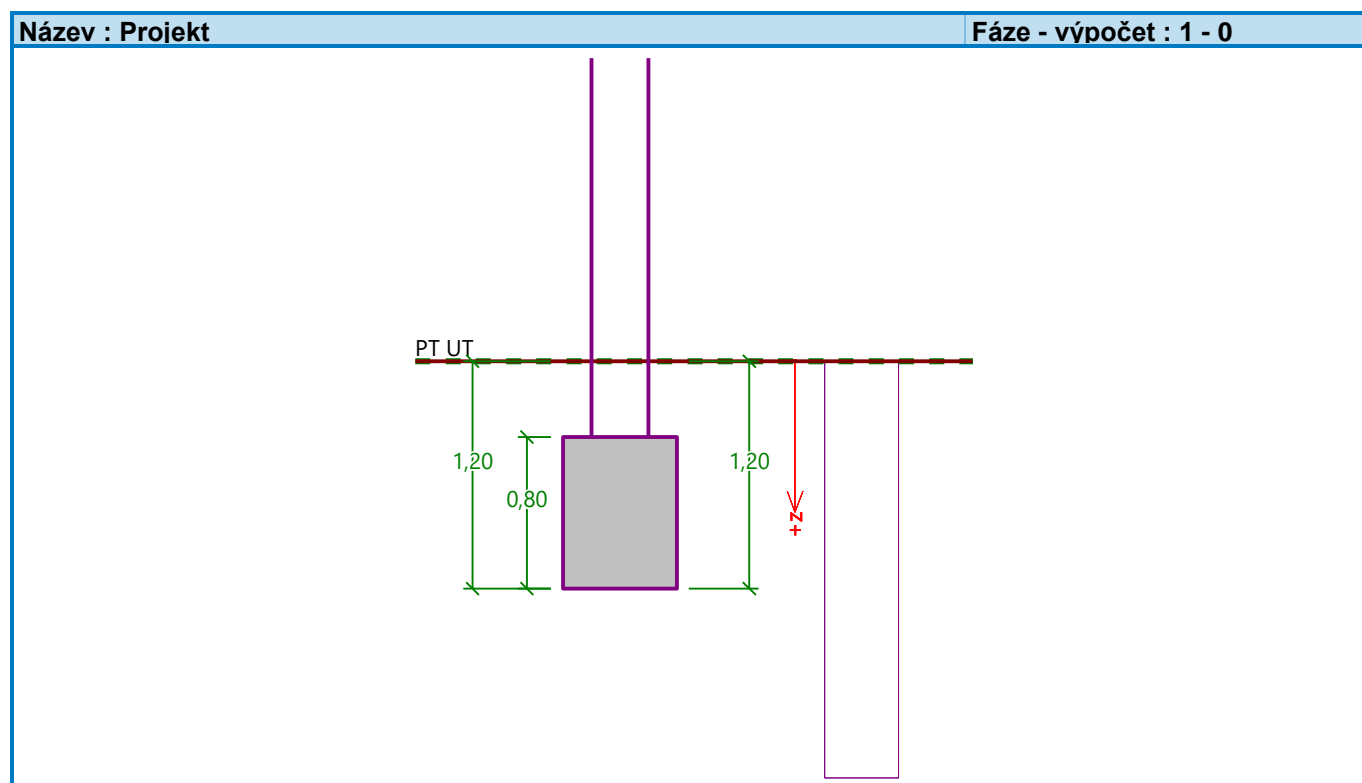 Název : Projekt
Fáze - výpočet : 1 - 0
PT UT
1,20
0,80
1,20
+z